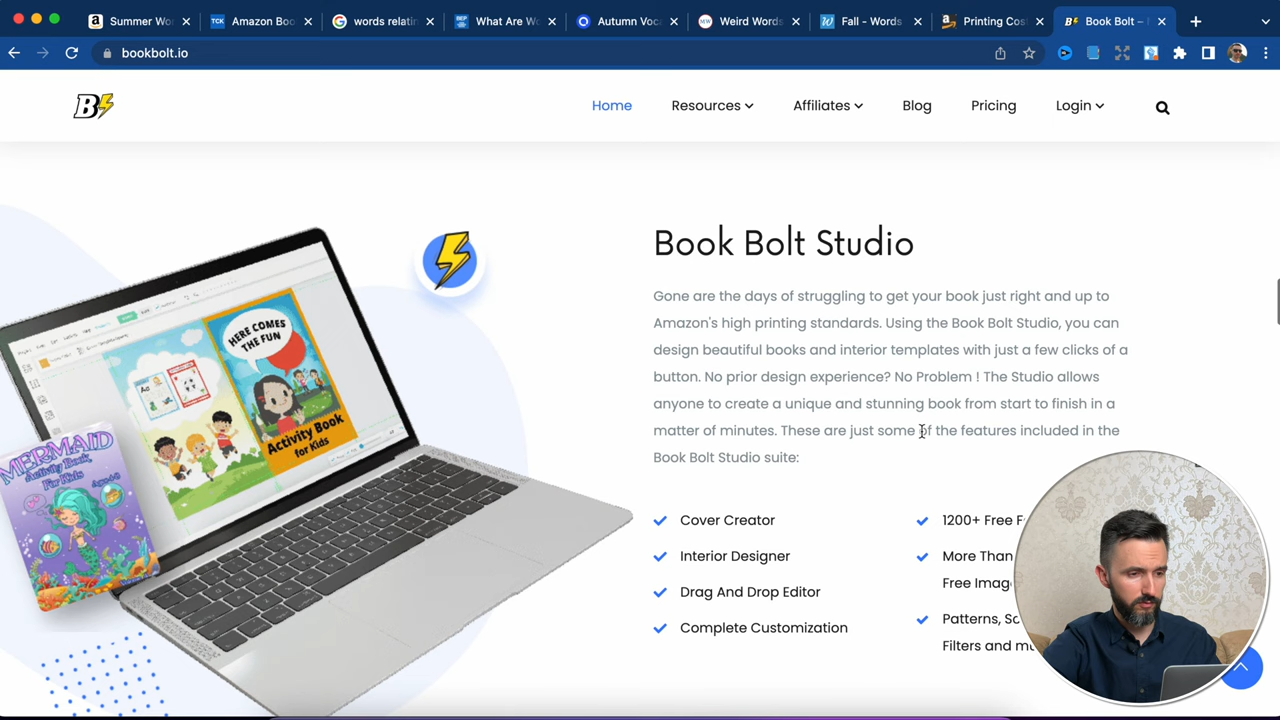 Summer Wo
Amazon Boo
words relatin
What Are Wo
Autumn Voca
Weird Words
Fall - Words
Printing Cos
Book Bolt –
bookbolt.io
B
Home
Resources
Affiliates
Blog
Pricing
Login
Book Bolt Studio
Gone are the days of struggling to get your book just right and up to
Amazon's high printing standards. Using the Book Bolt Studio, you can
design beautiful books and interior templates with just a few clicks of a
button. No prior design experience? No Problem ! The Studio allows
anyone to create a unique and stunning book from start to finish in a
matter of minutes. These are just some of the features included in the
Book Bolt Studio suite:
Cover Creator
Interior Designer
Drag And Drop Editor
Complete Customization
1200+ Free F
More Than
Free Imag
Patterns, Sc
Filters and mu
HERE COMES
THE FUN
Activity Book
for Kids
MERMAID
Activity Book
For Kids
Ages 4-8